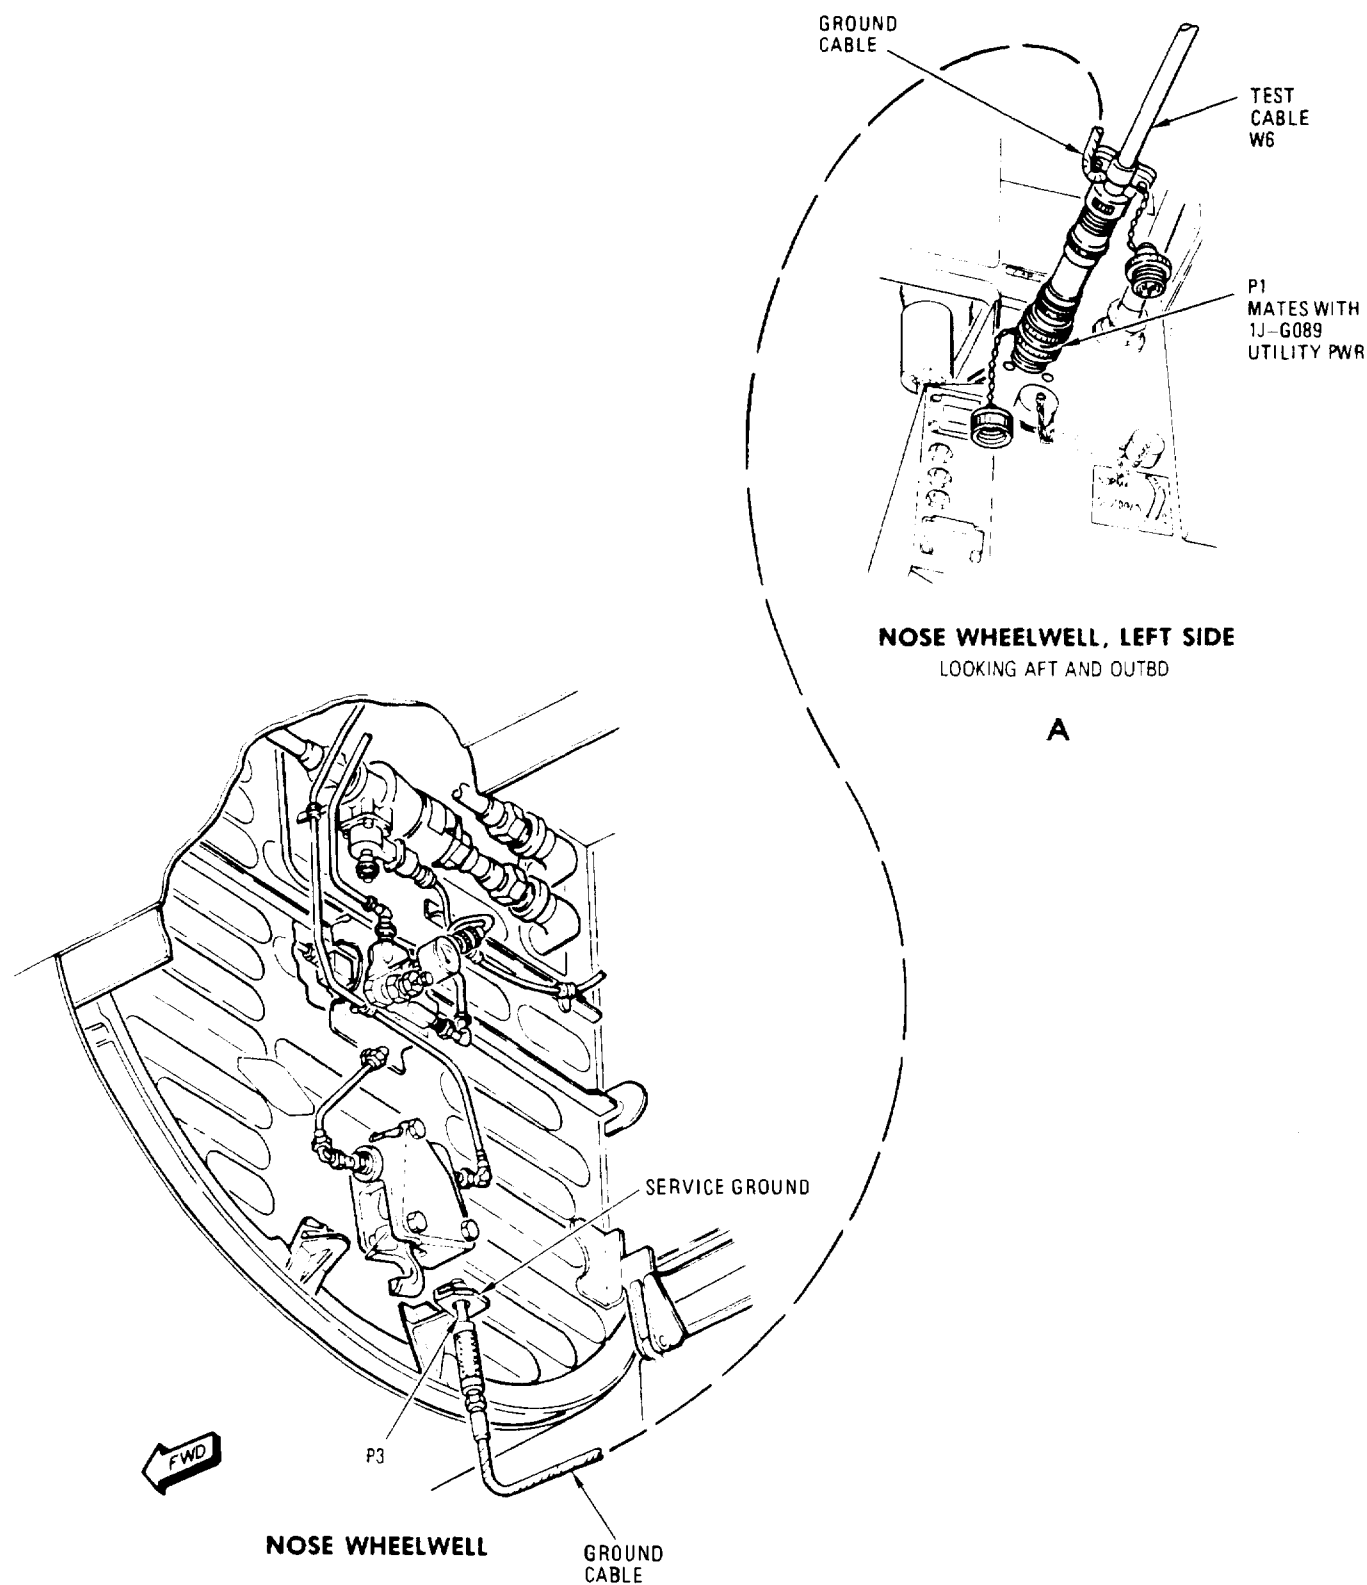 GROUND
CABLE
TEST
CABLE
W6
P1
MATES WITH
1J-G089
UTILITY PWR
NOSE WHEELWELL, LEFT SIDE
LOOKING AFT AND OUTBD
A
SERVICE GROUND
P3
FWD
NOSE WHEELWELL
GROUND
CABLE